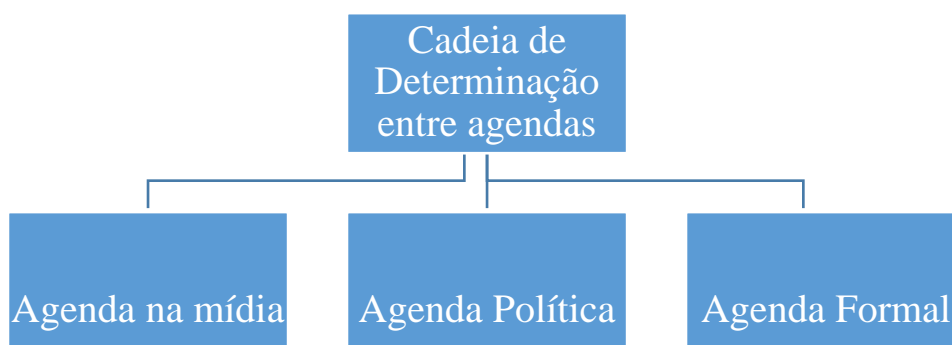 Cadeia de
Determinação
entre agendas
Agenda na mídia
Agenda Política
Agenda Formal